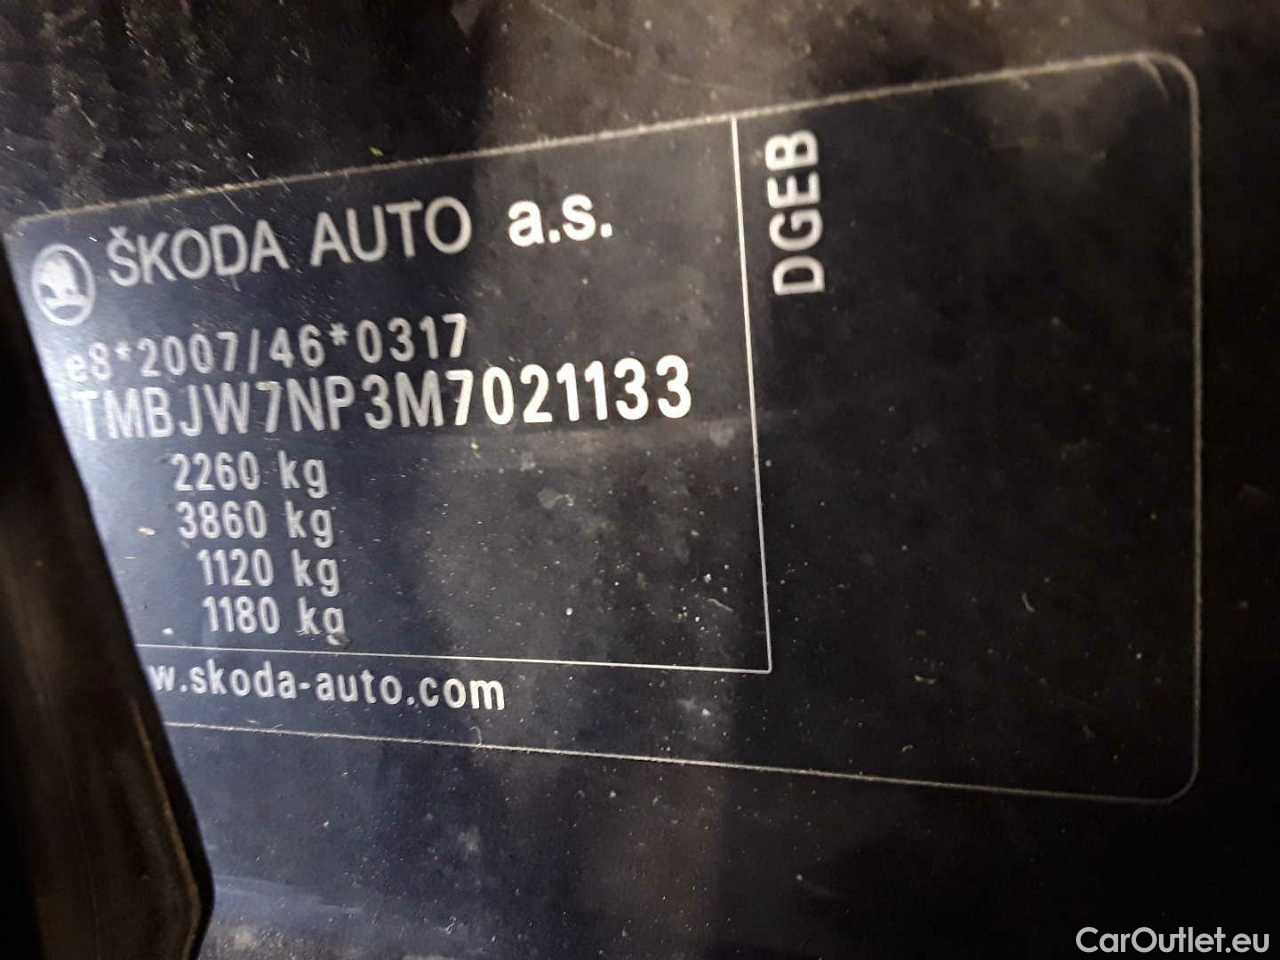 ŠKODA AUTO a.s.
e8*2007/46*0317
TMBJW7NP3M7021133
2260 kg
3860 kg
1120 kg
1180 kg
w.skoda-auto.com
DGEB
CarOutlet.eu